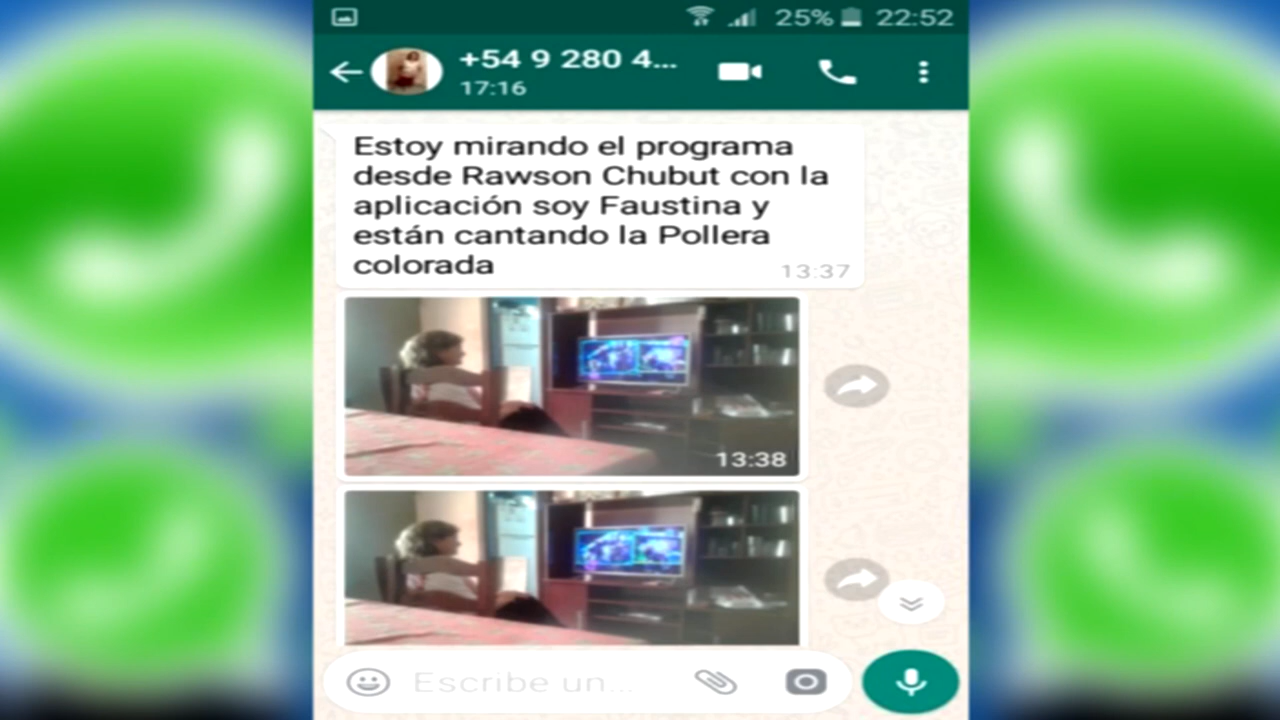 25% 22:52
+54 9 280 4...
17:16
Estoy mirando el programa
desde Rawson Chubut con la
aplicación soy Faustina y
están cantando la Pollera
colorada
13:37
13:38
Escribe un...